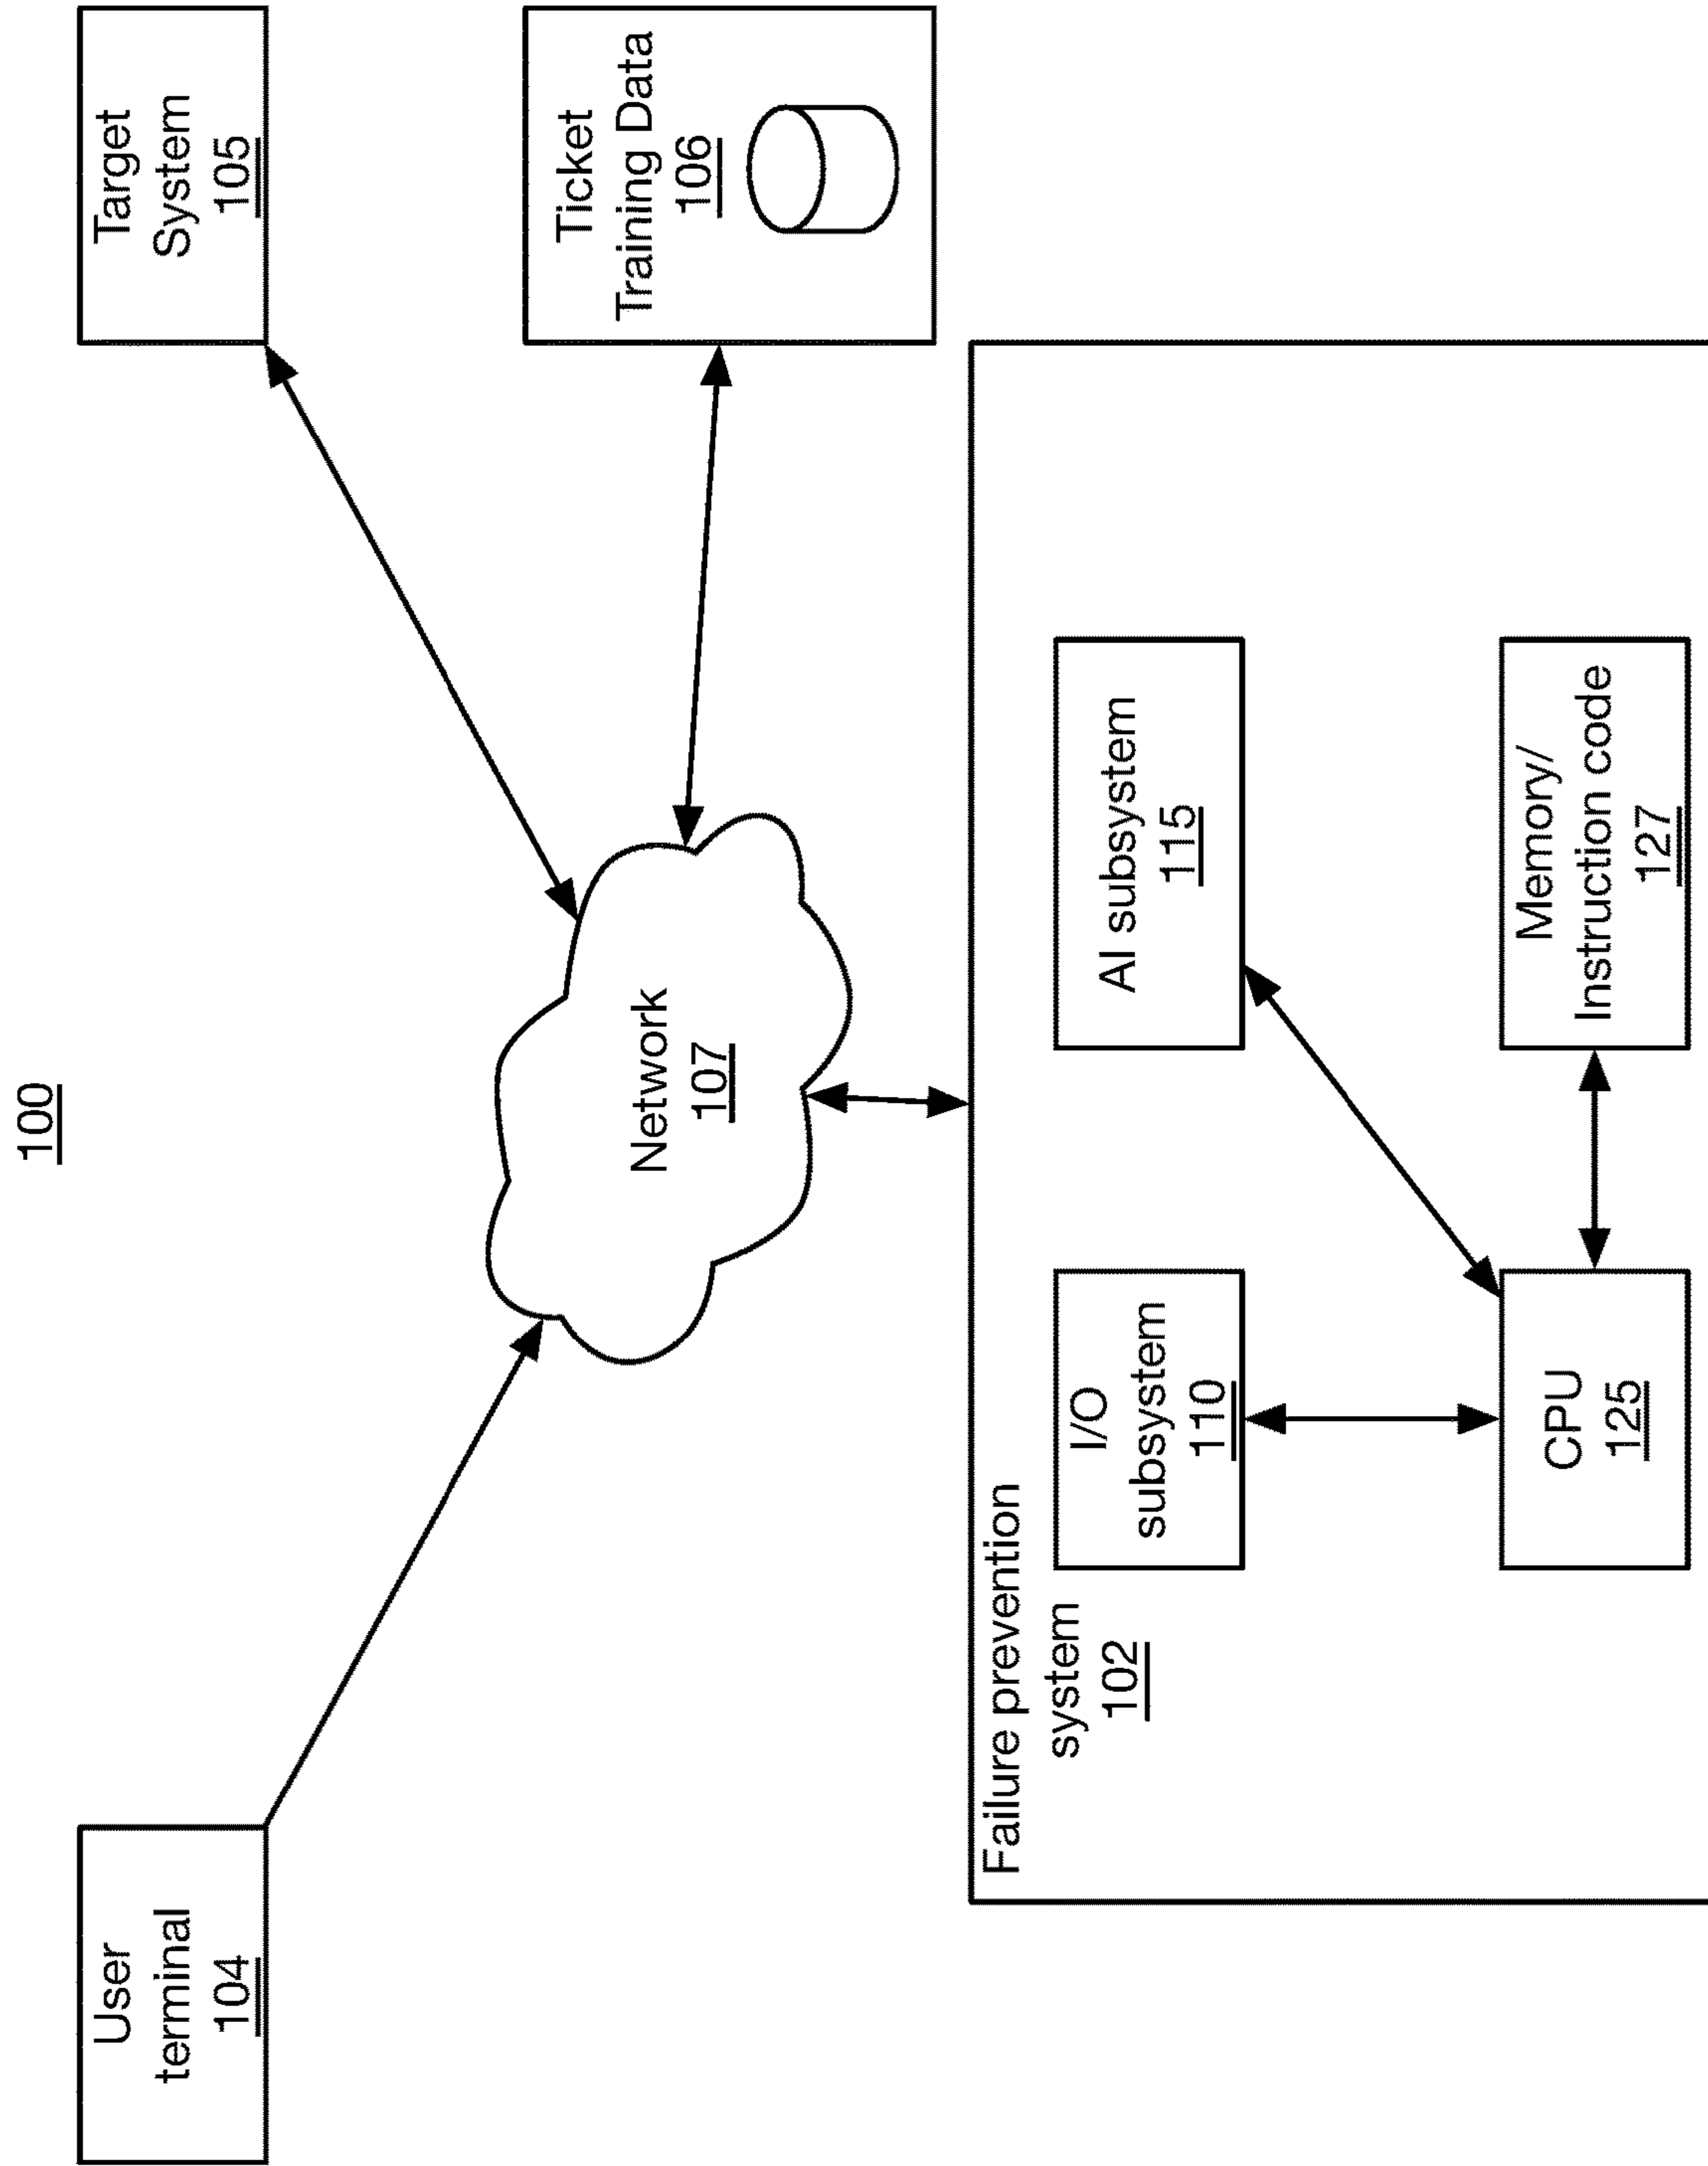 100
User
terminal
104
Target
System
105
Network
107
Ticket
Training Data
106
Failure prevention
system
102
I/O
subsystem
110
AI subsystem
115
CPU
125
Memory/
Instruction code
127